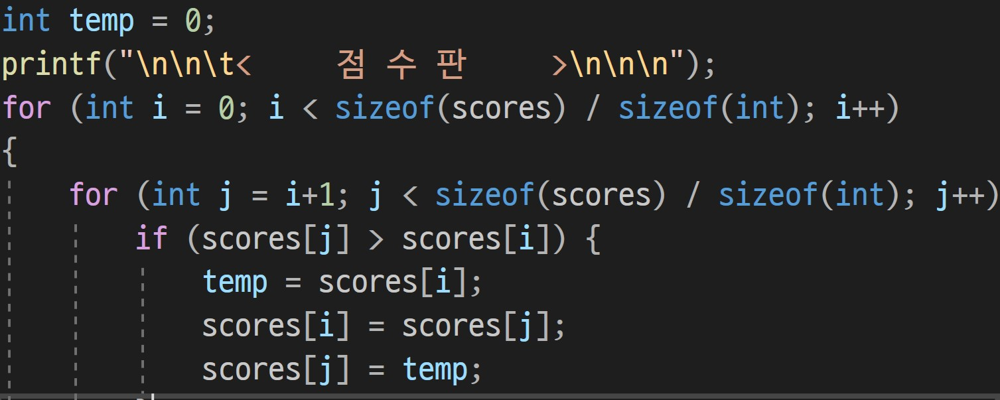 int temp = 0;
printf("\n\n\t<     점 수 판     >\n\n\n");
for (int i = 0; i < sizeof(scores) / sizeof(int); i++)
{
    for (int j = i+1; j < sizeof(scores) / sizeof(int); j++)
        if (scores[j] > scores[i]) {
            temp = scores[i];
            scores[i] = scores[j];
            scores[j] = temp;